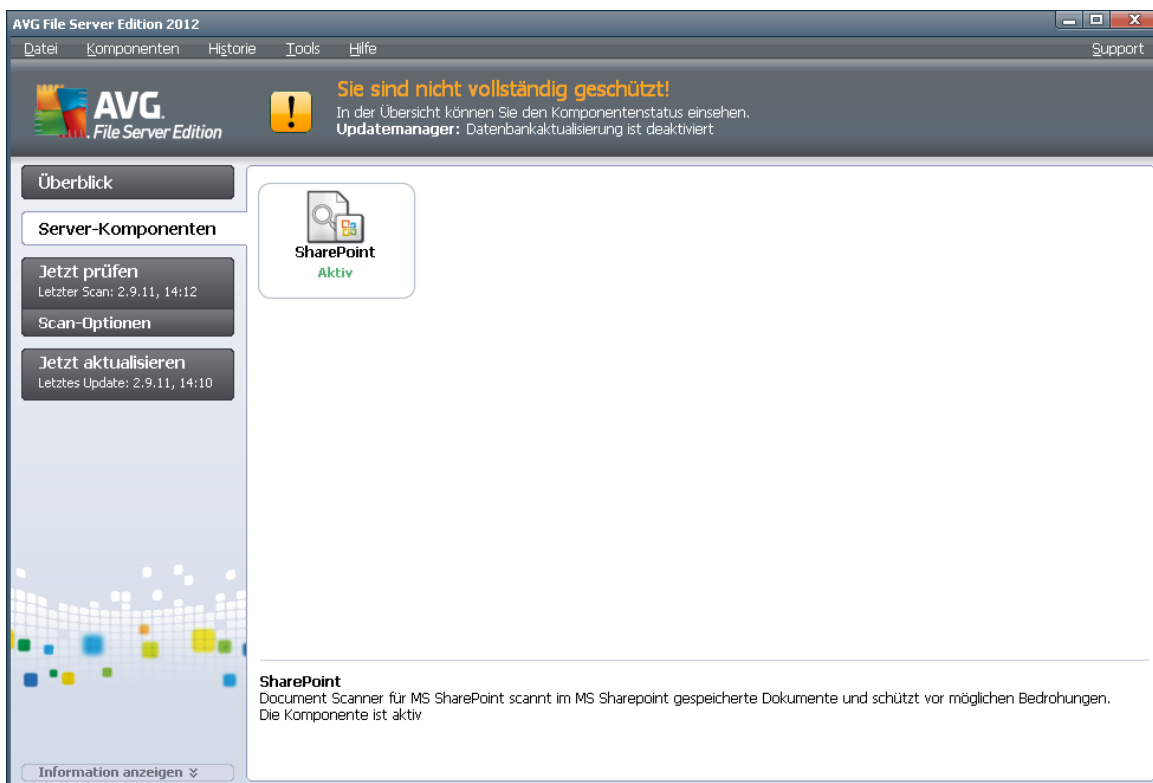 AVG File Server Edition 2012
Datei Komponenten Historie Tools Hilfe Support
AVG.
File Server Edition
Sie sind nicht vollständig geschützt!
In der Übersicht können Sie den Komponentenstatus einsehen.
Updatemanager: Datenbankaktualisierung ist deaktiviert
Überblick
Server-Komponenten
Jetzt prüfen
Letzter Scan: 2.9.11, 14:12
Scan-Optionen
Jetzt aktualisieren
Letztes Update: 2.9.11, 14:10
SharePoint
Aktiv
SharePoint
Document Scanner für MS SharePoint scannt im MS Sharepoint gespeicherte Dokumente und schützt vor möglichen Bedrohungen.
Die Komponente ist aktiv
Information anzeigen